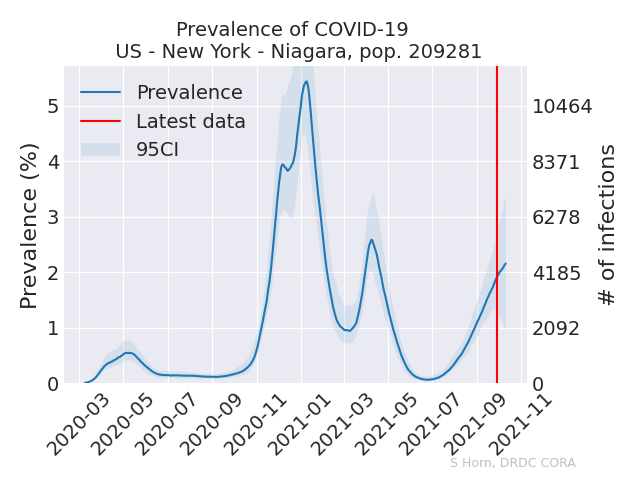 Prevalence of COVID-19
US - New York - Niagara, pop. 209281
Prevalence
Latest data
95CI
Prevalence (%)
5
4
3
2
1
0
10464
8371
6278
4185
2092
0
# of infections
2020-03
2020-05
2020-07
2020-09
2020-11
2021-01
2021-03
2021-05
2021-07
2021-09
2021-11
S Horn, DRDC CORA